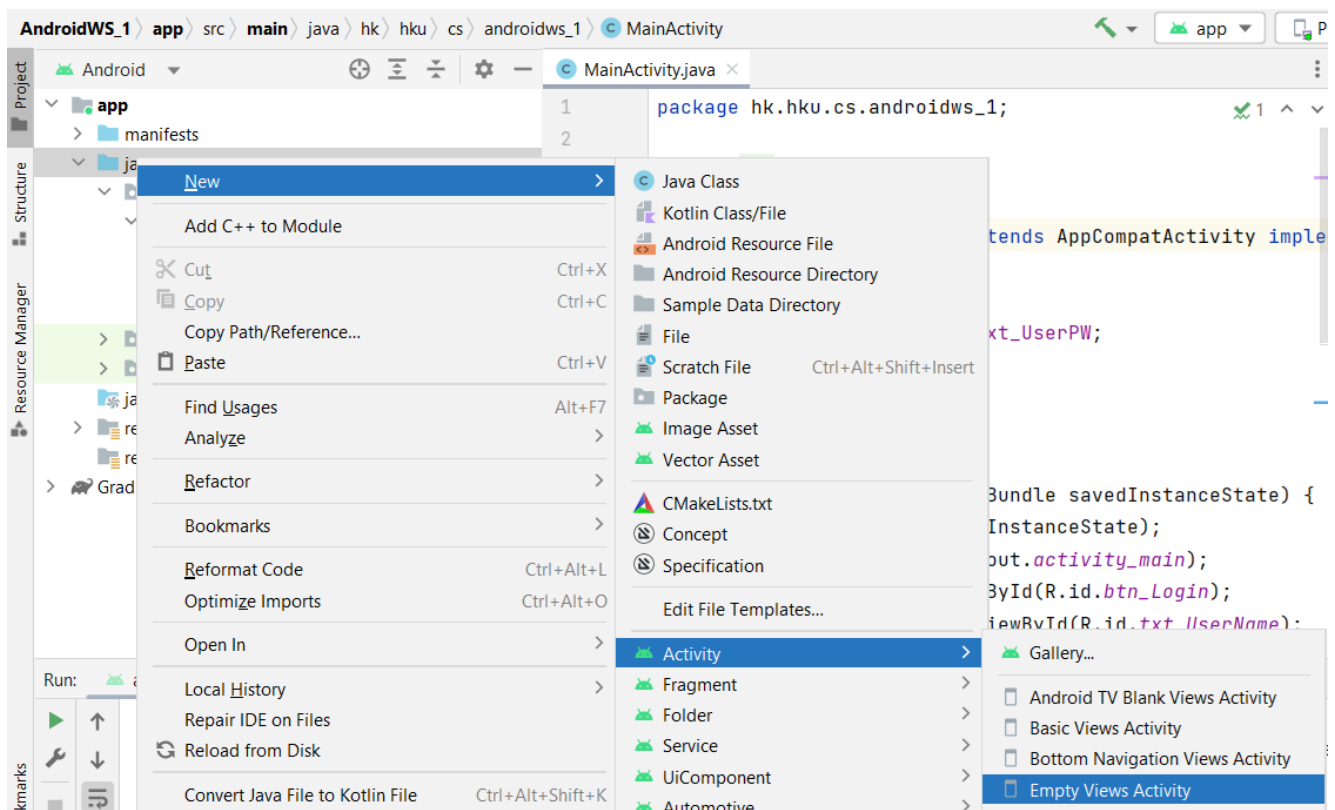 AndroidWS_1 〉 app 〉 src 〉 main 〉 java 〉 hk 〉 hku 〉 cs 〉 androidws_1 〉 MainActivity
app
Project
Android
MainActivity.java
app
manifests
1
2
package hk.hku.cs.androidws_1;
1
Structure
Resource Manager
New
Add C++ to Module
Cut Ctrl+X
Copy Ctrl+C
Copy Path/Reference...
Paste Ctrl+V
Find Usages Alt+F7
Analyze
Refactor
Bookmarks
Reformat Code Ctrl+Alt+L
Optimize Imports Ctrl+Alt+O
Open In
Local History
Repair IDE on Files
Reload from Disk
Convert Java File to Kotlin File Ctrl+Alt+Shift+K
Java Class
Kotlin Class/File
Android Resource File
Android Resource Directory
Sample Data Directory
File
Scratch File Ctrl+Alt+Shift+Insert
Package
Image Asset
Vector Asset
CMakeLists.txt
Concept
Specification
Edit File Templates...
Activity
Fragment
Folder
Service
UiComponent
Automotive
Gallery...
Android TV Blank Views Activity
Basic Views Activity
Bottom Navigation Views Activity
Empty Views Activity
tends AppCompatActivity imple
xt_UserPW;
Bundle savedInstanceState) {
InstanceState);
out.activity_main);
ById(R.id.btn_Login);
iewById(R.id.txt_UserName);
Grad
Run:
kmarks